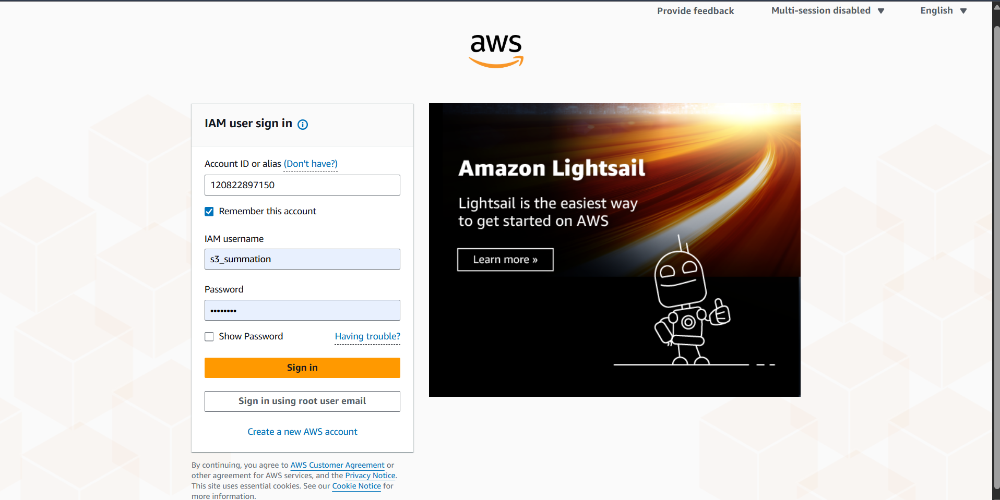 Provide feedback
Multi-session disabled
English
aws
IAM user sign in
Account ID or alias (Don't have?)
120822897150
Remember this account
IAM username
s3_summation
Password
••••••••
Show Password
Having trouble?
Sign in
Sign in using root user email
Create a new AWS account
By continuing, you agree to AWS Customer Agreement or
other agreement for AWS services, and the Privacy Notice.
This site uses essential cookies. See our Cookie Notice for
more information.
Amazon Lightsail
Lightsail is the easiest way
to get started on AWS
Learn more »